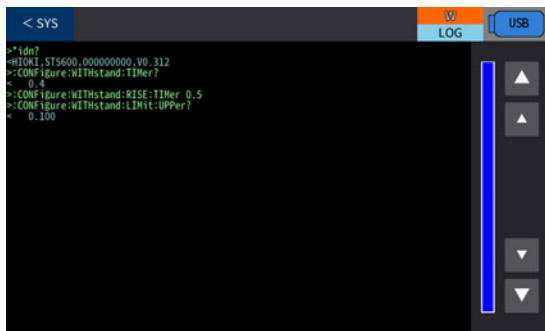 < SYS
W
LOG
USB
>*idn?
<HIOKI,ST5600,000000000,V0.312
>:CONFigure:WITHstand:TIMer?
<   0.4
>:CONFigure:WITHstand:RISE:TIMer 0.5
>:CONFigure:WITHstand:LIMit:UPPer?
<   0.100